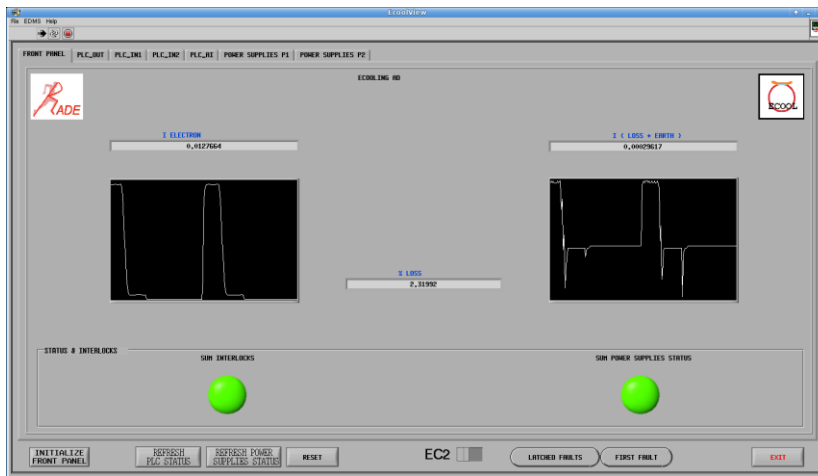 EcoolView
File EDMS Help
FRONT PANEL PLC_OUT PLC_IN1 PLC_IN2 PLC_AI POWER SUPPLIES P1 POWER SUPPLIES P2
ECOOLING AD
RADE
ECOOL
I ELECTRON
0,0127664
I ( LOSS + EARTH )
0,00029617
% LOSS
2,31992
STATUS & INTERLOCKS
SUM INTERLOCKS
SUM POWER SUPPLIES STATUS
INITIALIZE
FRONT PANEL
REFRESH
PLC STATUS
REFRESH POWER
SUPPLIES STATUS
RESET
EC2
LATCHED FAULTS
FIRST FAULT
EXIT